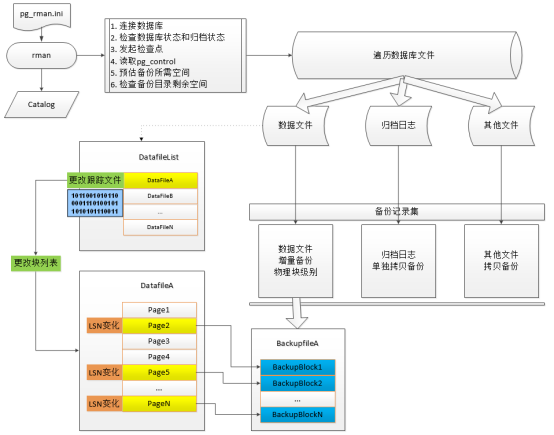 pg_rman.ini
rman
Catalog
1. 连接数据库
2. 检查数据库状态和归档状态
3. 发起检查点
4. 读取pg_control
5. 预估备份所需空间
6. 检查备份目录剩余空间
遍历数据库文件
数据文件
归档日志
其他文件
DatafileList
更改跟踪文件
DataFileA
1011001010110
0001110100101
1010101110011
DataFileB
...
DataFileN
备份记录集
数据文件
增量备份
物理块级别
归档日志
单独拷贝备份
其他文件
拷贝备份
更改块列表
DatafileA
Page1
LSN变化
Page2
Page3
Page4
LSN变化
Page5
...
LSN变化
PageN
BackupfileA
BackupBlock1
BackupBlock2
...
BackupBlockN